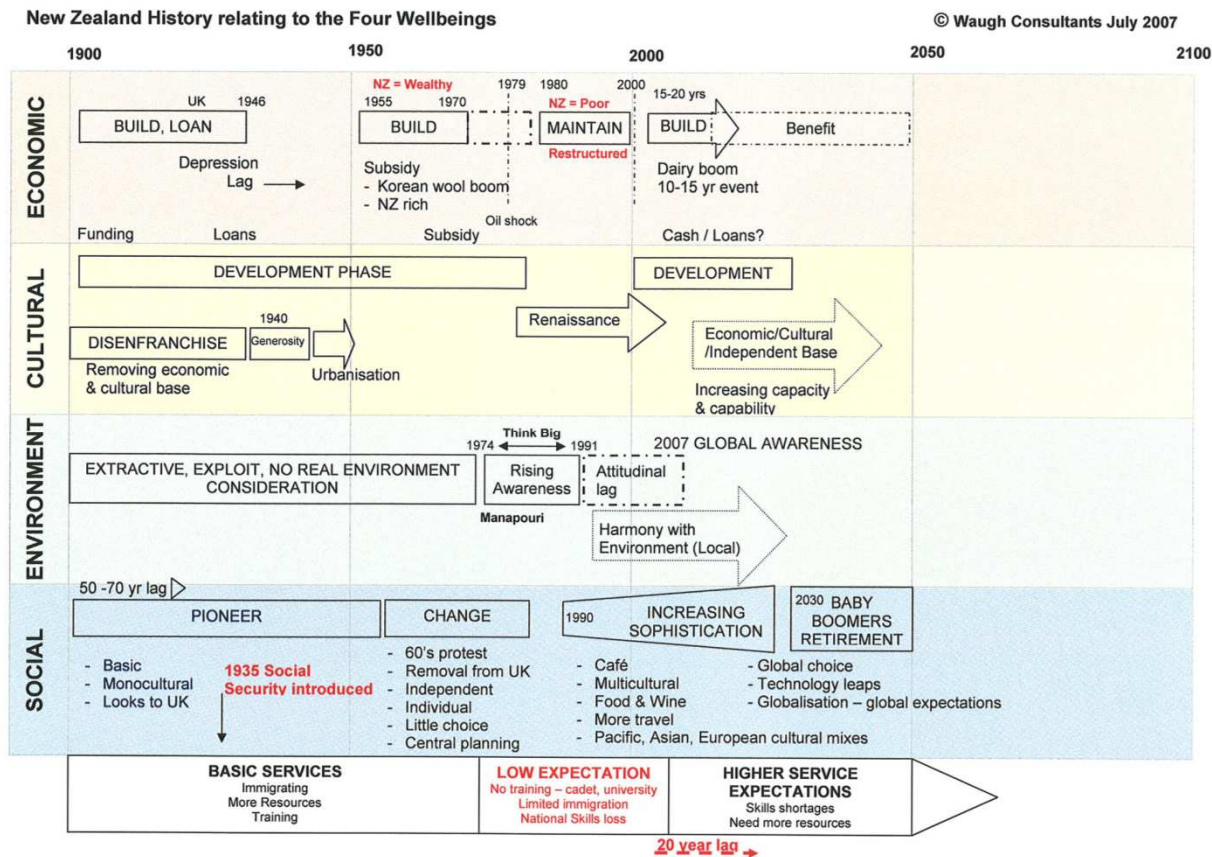 New Zealand History relating to the Four Wellbeings
© Waugh Consultants July 2007
1900
1950
2000
2050
2100
ECONOMIC
UK
1946
BUILD, LOAN
Depression
Lag
NZ = Wealthy
1955
1970
BUILD
Subsidy
- Korean wool boom
- NZ rich
1979
Oil shock
1980
2000
NZ = Poor
MAINTAIN
Restructured
15-20 yrs
BUILD
Benefit
Dairy boom
10-15 yr event
Funding
Loans
Subsidy
Cash / Loans?
CULTURAL
DEVELOPMENT PHASE
DEVELOPMENT
DISENFRANCHISE
Removing economic
& cultural base
1940
Generosity
Urbanisation
Renaissance
Economic/Cultural
/Independent Base
Increasing capacity
& capability
ENVIRONMENT
EXTRACTIVE, EXPLOIT, NO REAL ENVIRONMENT
CONSIDERATION
Think Big
1974
1991
Rising
Awareness
Manapouri
Attitudinal
lag
2007 GLOBAL AWARENESS
Harmony with
Environment (Local)
SOCIAL
50 -70 yr lag
PIONEER
- Basic
- Monocultural
- Looks to UK
1935 Social
Security introduced
CHANGE
- 60's protest
- Removal from UK
- Independent
- Individual
- Little choice
- Central planning
1990
INCREASING
SOPHISTICATION
- Café
- Multicultural
- Food & Wine
- More travel
- Pacific, Asian, European cultural mixes
2030 BABY
BOOMERS
RETIREMENT
- Global choice
- Technology leaps
- Globalisation – global expectations
BASIC SERVICES
Immigrating
More Resources
Training
LOW EXPECTATION
No training – cadet, university
Limited immigration
National Skills loss
HIGHER SERVICE
EXPECTATIONS
Skills shortages
Need more resources
20 year lag